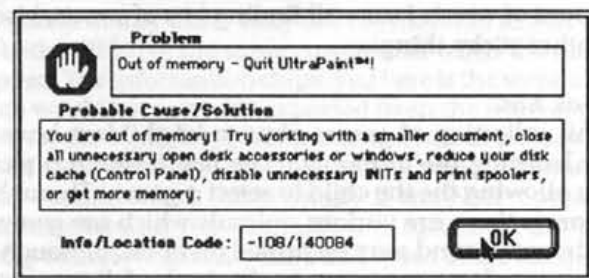 Problem
Out of memory - Quit UltraPaint™!
Probable Cause/Solution
You are out of memory! Try working with a smaller document, close
all unnecessary open desk accessories or windows, reduce your disk
cache (Control Panel), disable unnecessary INITs and print spoolers,
or get more memory.
Info/Location Code: -108/140084
OK